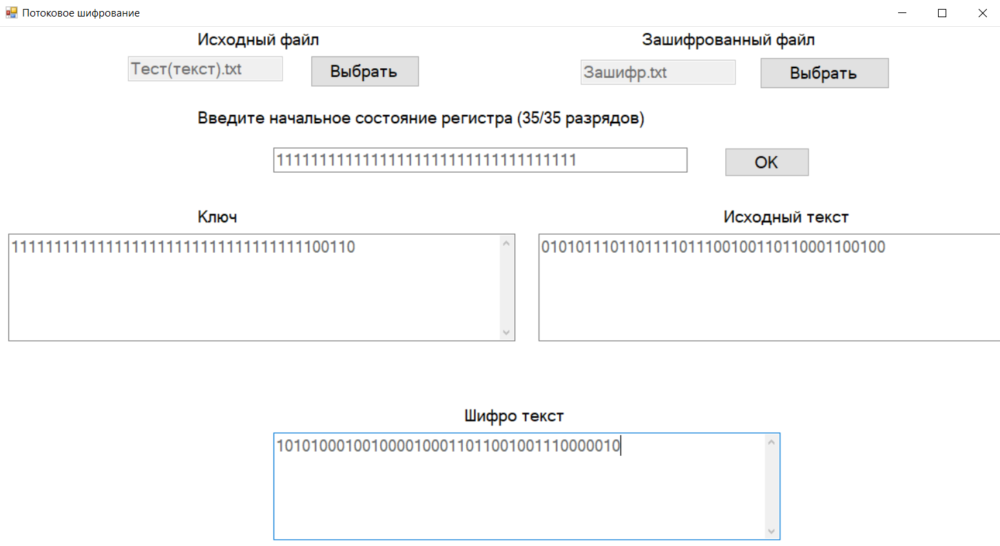 Потоковое шифрование
Исходный файл
Зашифрованный файл
Тест(текст).txt
Выбрать
Зашифр.txt
Выбрать
Введите начальное состояние регистра (35/35 разрядов)
11111111111111111111111111111111111
OK
Ключ
Исходный текст
1111111111111111111111111111111111100110
0101011101101111011100100110110001100100
Шифро текст
1010100010010000100011011001001110000010